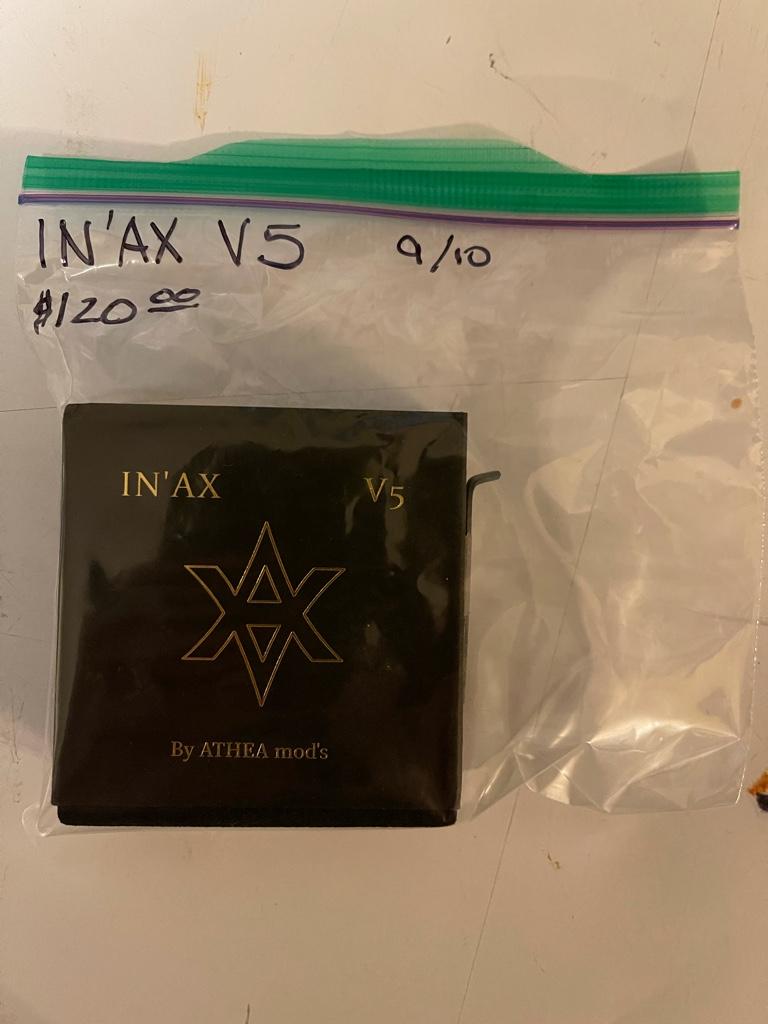 IN'AX V5 9/10
$120.00
IN'AX V5
By ATHEA mod's